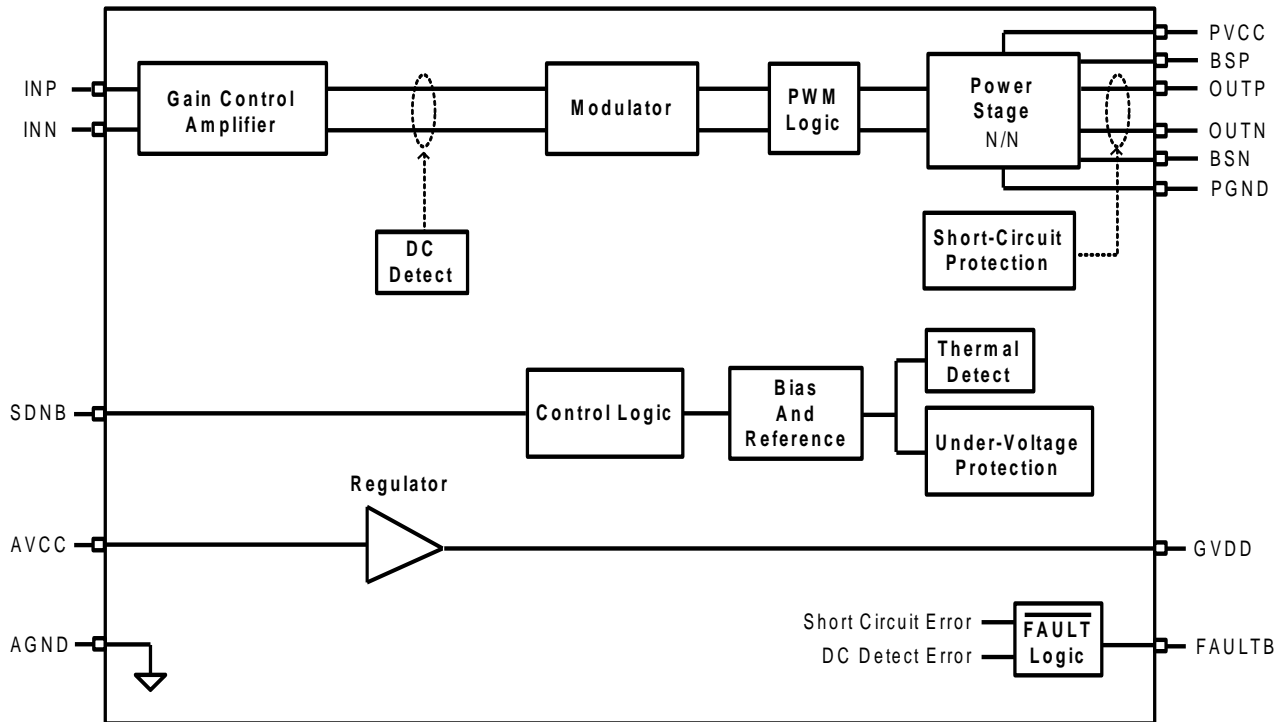 PVCC
BSP
INP
Gain Control
Amplifier
Modulator
PWM
Logic
Power
Stage
N/N
OUTP
INN
OUTN
BSN
PGND
DC
Detect
Short-Circuit
Protection
Thermal
Detect
SDNB
Control Logic
Bias
And
Reference
Under-Voltage
Protection
Regulator
AVCC
GVDD
Short Circuit Error
DC Detect Error
FAULT
Logic
AGND
FAULTB